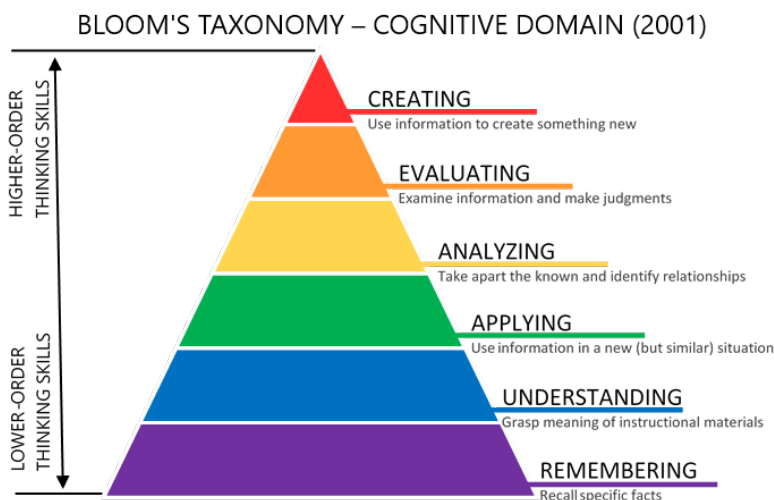 BLOOM'S TAXONOMY – COGNITIVE DOMAIN (2001)
HIGHER-ORDER
THINKING SKILLS
CREATING
Use information to create something new
EVALUATING
Examine information and make judgments
ANALYZING
Take apart the known and identify relationships
APPLYING
Use information in a new (but similar) situation
LOWER-ORDER
THINKING SKILLS
UNDERSTANDING
Grasp meaning of instructional materials
REMEMBERING
Recall specific facts